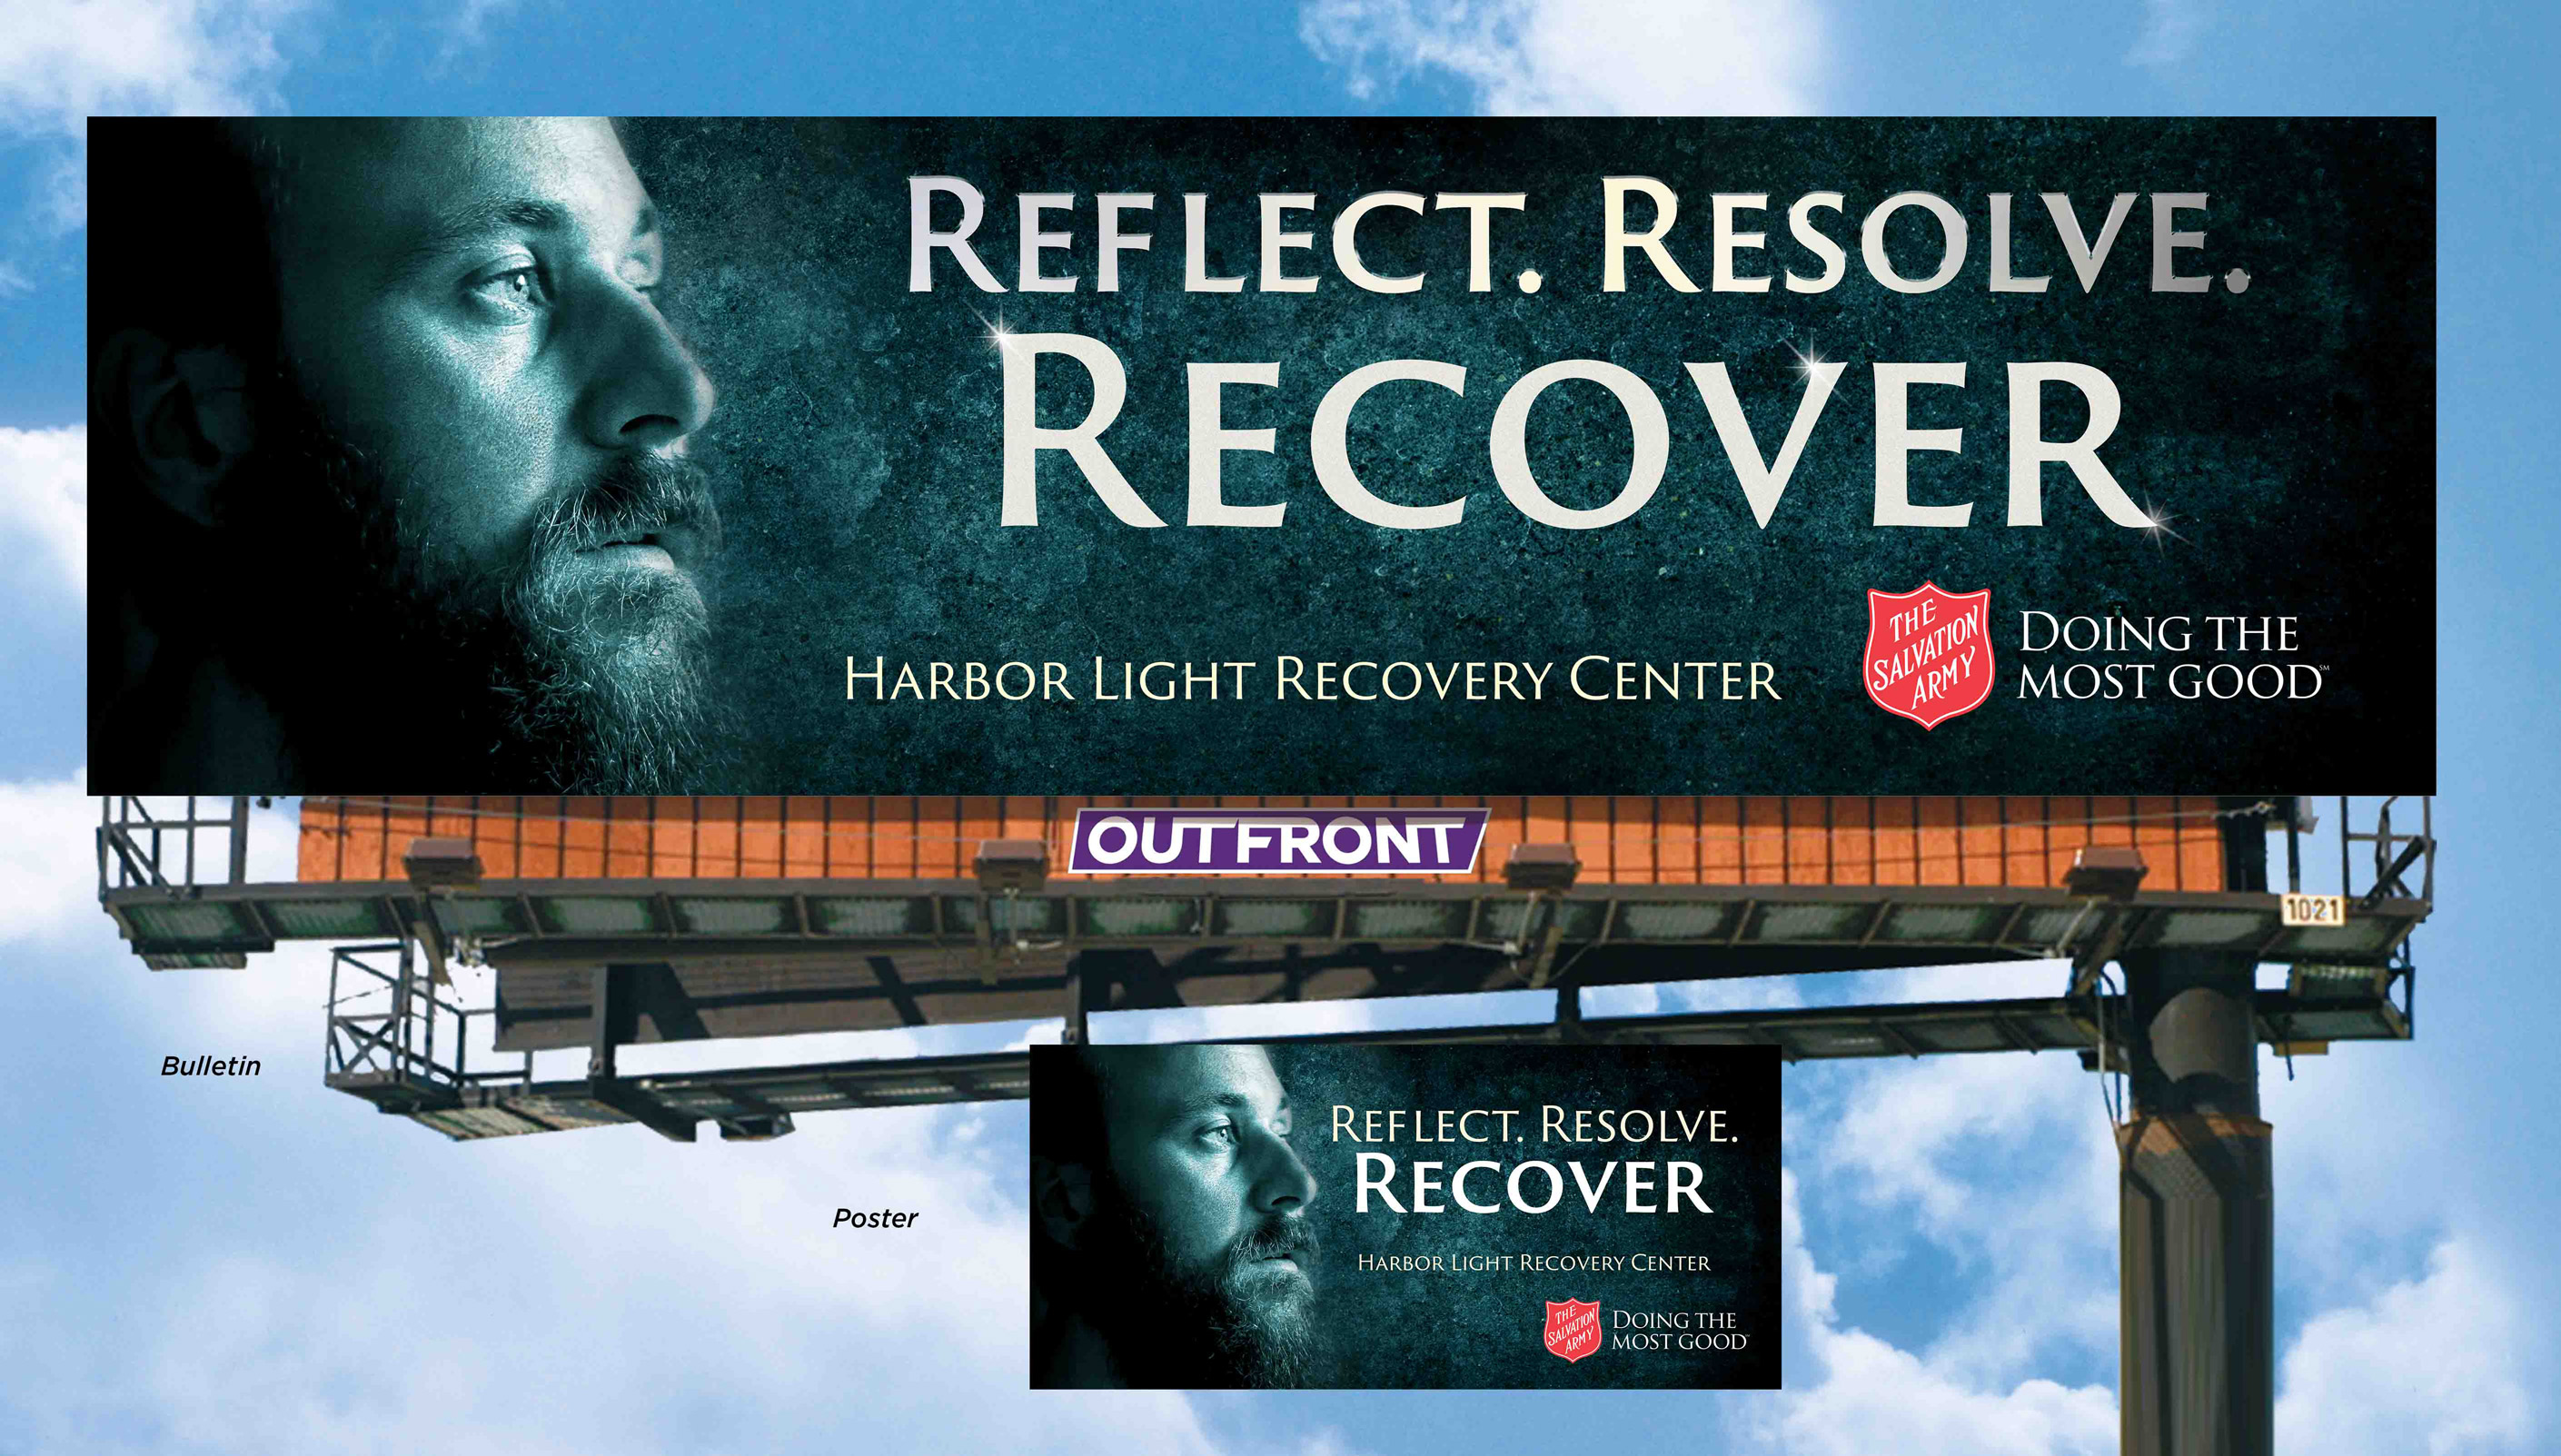 REFLECT. RESOLVE.
RECOVER
HARBOR LIGHT RECOVERY CENTER
THE
SALVATION
ARMY
DOING THE
MOST GOOD℠
OUTFRONT
1021
Bulletin
Poster
REFLECT. RESOLVE.
RECOVER
HARBOR LIGHT RECOVERY CENTER
THE
SALVATION
ARMY
DOING THE
MOST GOOD